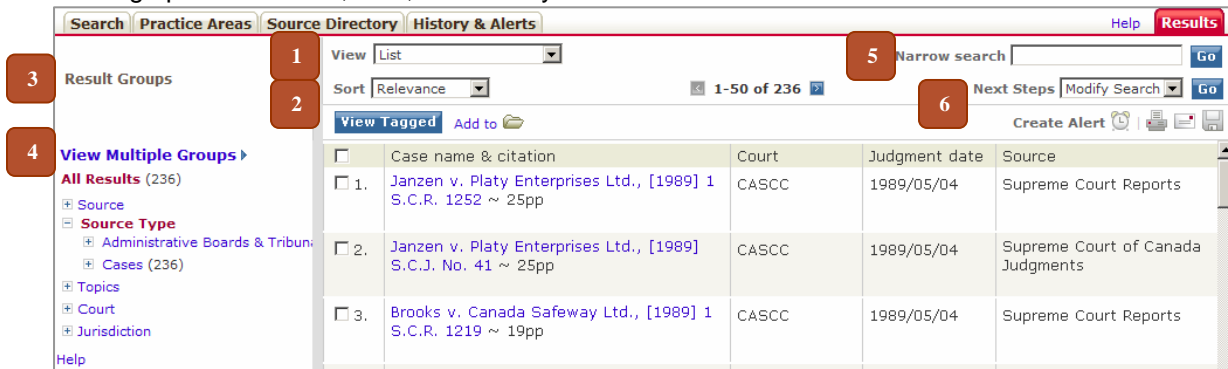 Search Practice Areas Source Directory History & Alerts Help Results
1 View List 5 Narrow search Go
3 Result Groups
2 Sort Relevance 1-50 of 236 6 Next Steps Modify Search Go
View Tagged Add to Create Alert
4 View Multiple Groups
All Results (236)
Source
Source Type
Administrative Boards & Tribuna
Cases (236)
Topics
Court
Jurisdiction
Help
Case name & citation Court Judgment date Source
1. Janzen v. Platy Enterprises Ltd., [1989] 1 CASCC 1989/05/04 Supreme Court Reports
S.C.R. 1252 ~ 25pp
2. Janzen v. Platy Enterprises Ltd., [1989] CASCC 1989/05/04 Supreme Court of Canada
S.C.J. No. 41 ~ 25pp Judgments
3. Brooks v. Canada Safeway Ltd., [1989] 1 CASCC 1989/05/04 Supreme Court Reports
S.C.R. 1219 ~ 19pp